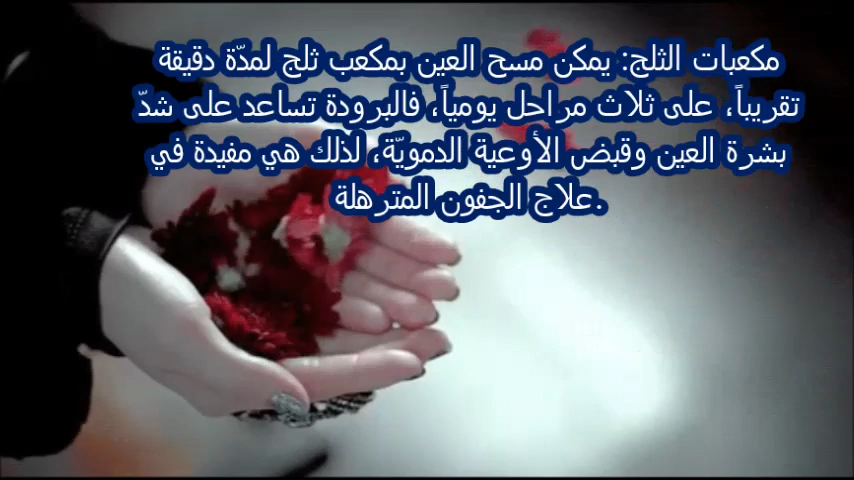 مكعبات الثلج: يمكن مسح العين بمكعب ثلج لمدّة دقيقة
تقريباً، على ثلاث مراحل يومياً، فالبرودة تساعد على شدّ
بشرة العين وقبض الأوعية الدمويّة، لذلك هي مفيدة في
علاج الجفون المترهلة.